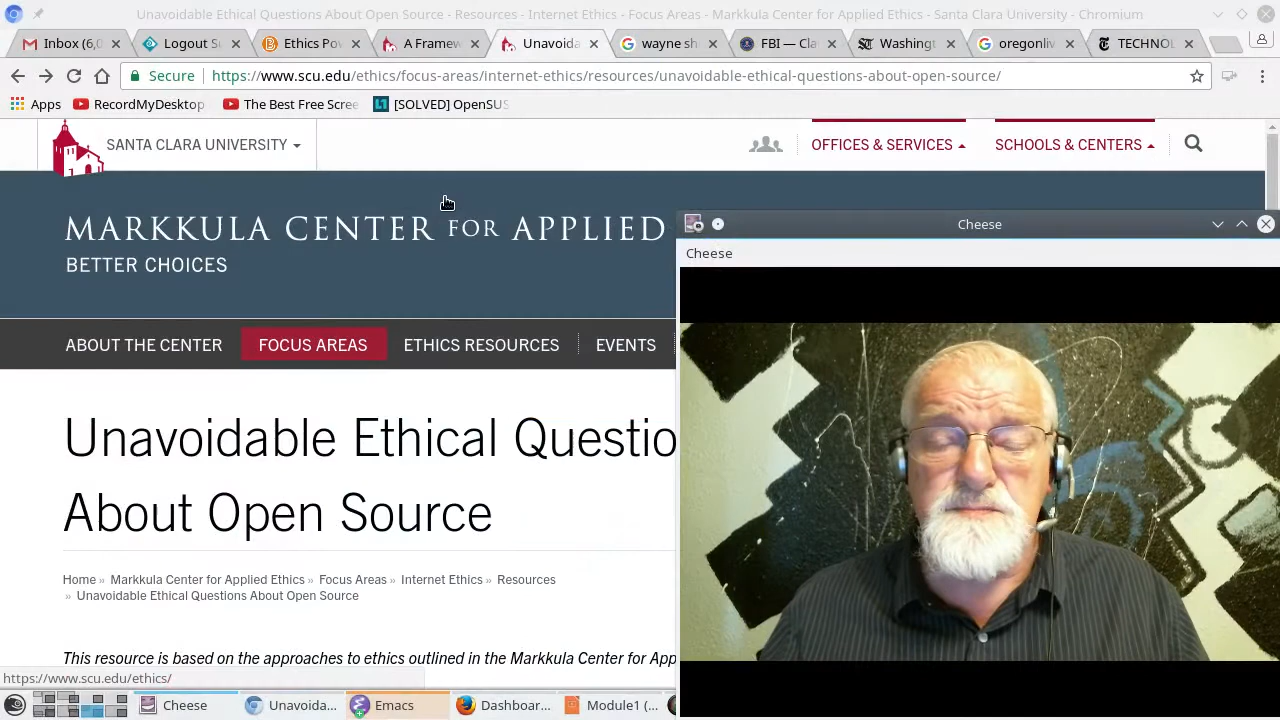 Unavoidable Ethical Questions About Open Source - Resources - Internet Ethics - Focus Areas - Markkula Center for Applied Ethics - Santa Clara University - Chromium
Inbox (6,0
Logout S
Ethics Po
A Framew
Unavoida
wayne sh
FBI — Cla
Washingt
oregonliv
TECHNOL
Secure
https://www.scu.edu/ethics/focus-areas/internet-ethics/resources/unavoidable-ethical-questions-about-open-source/
Apps
RecordMyDesktop
The Best Free Scree
[SOLVED] OpenSUS
SANTA CLARA UNIVERSITY
OFFICES & SERVICES
SCHOOLS & CENTERS
MARKKULA CENTER FOR APPLIED
BETTER CHOICES
Cheese
Cheese
ABOUT THE CENTER
FOCUS AREAS
ETHICS RESOURCES
EVENTS
Unavoidable Ethical Questio
About Open Source
Home » Markkula Center for Applied Ethics » Focus Areas » Internet Ethics » Resources
» Unavoidable Ethical Questions About Open Source
This resource is based on the approaches to ethics outlined in the Markkula Center for App
https://www.scu.edu/ethics/
Cheese
Unavoida...
Emacs
Dashboar...
Module1 (...